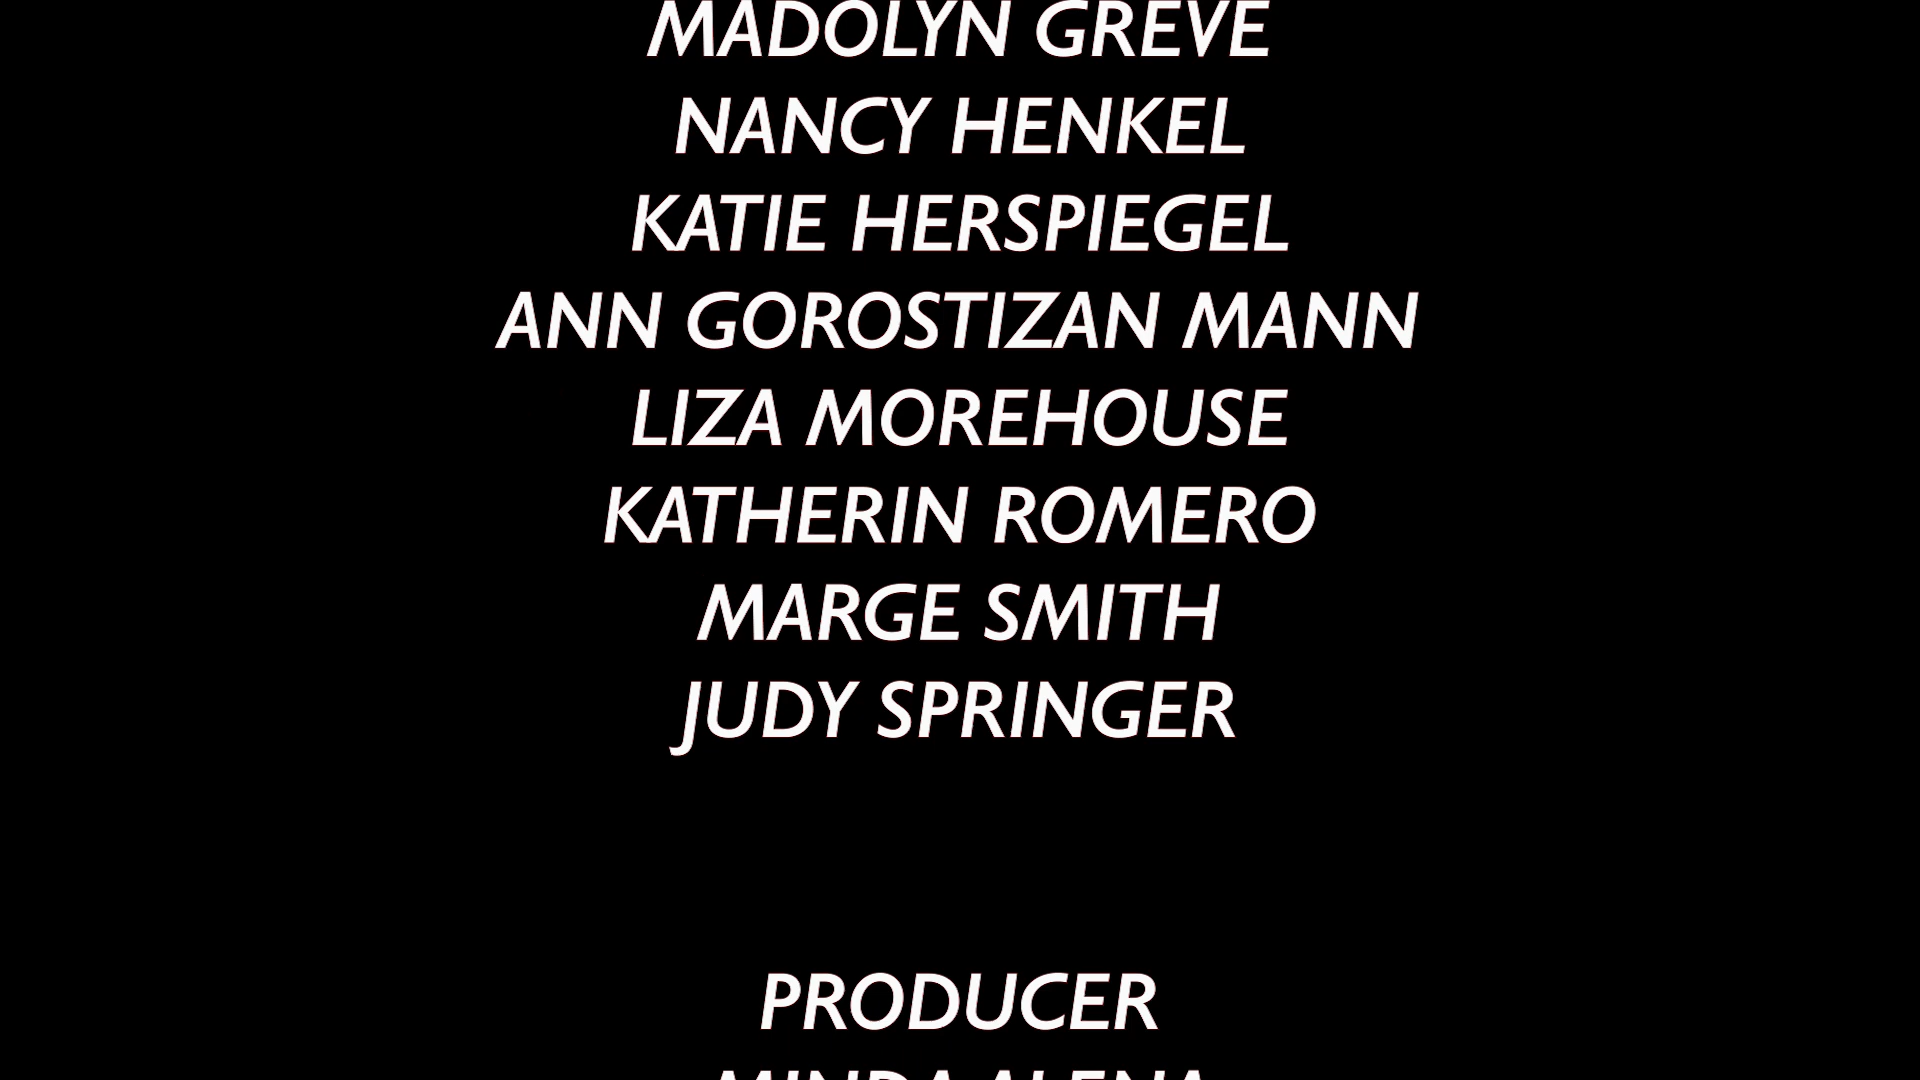 MADOLYN GREVE
NANCY HENKEL
KATIE HERSPIEGEL
ANN GOROSTIZAN MANN
LIZA MOREHOUSE
KATHERIN ROMERO
MARGE SMITH
JUDY SPRINGER
PRODUCER